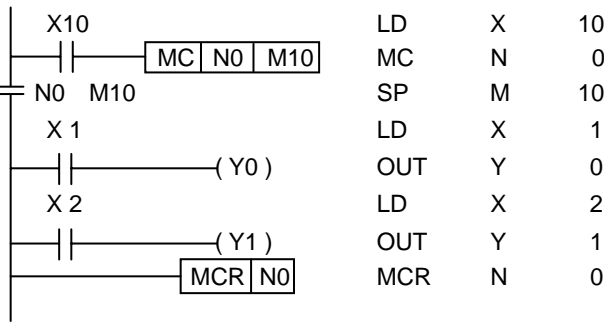 X10 LD X 10
MC N0 M10 MC N 0
N0 M10 SP M 10
X 1 LD X 1
( Y0 ) OUT Y 0
X 2 LD X 2
( Y1 ) OUT Y 1
MCR N0 MCR N 0